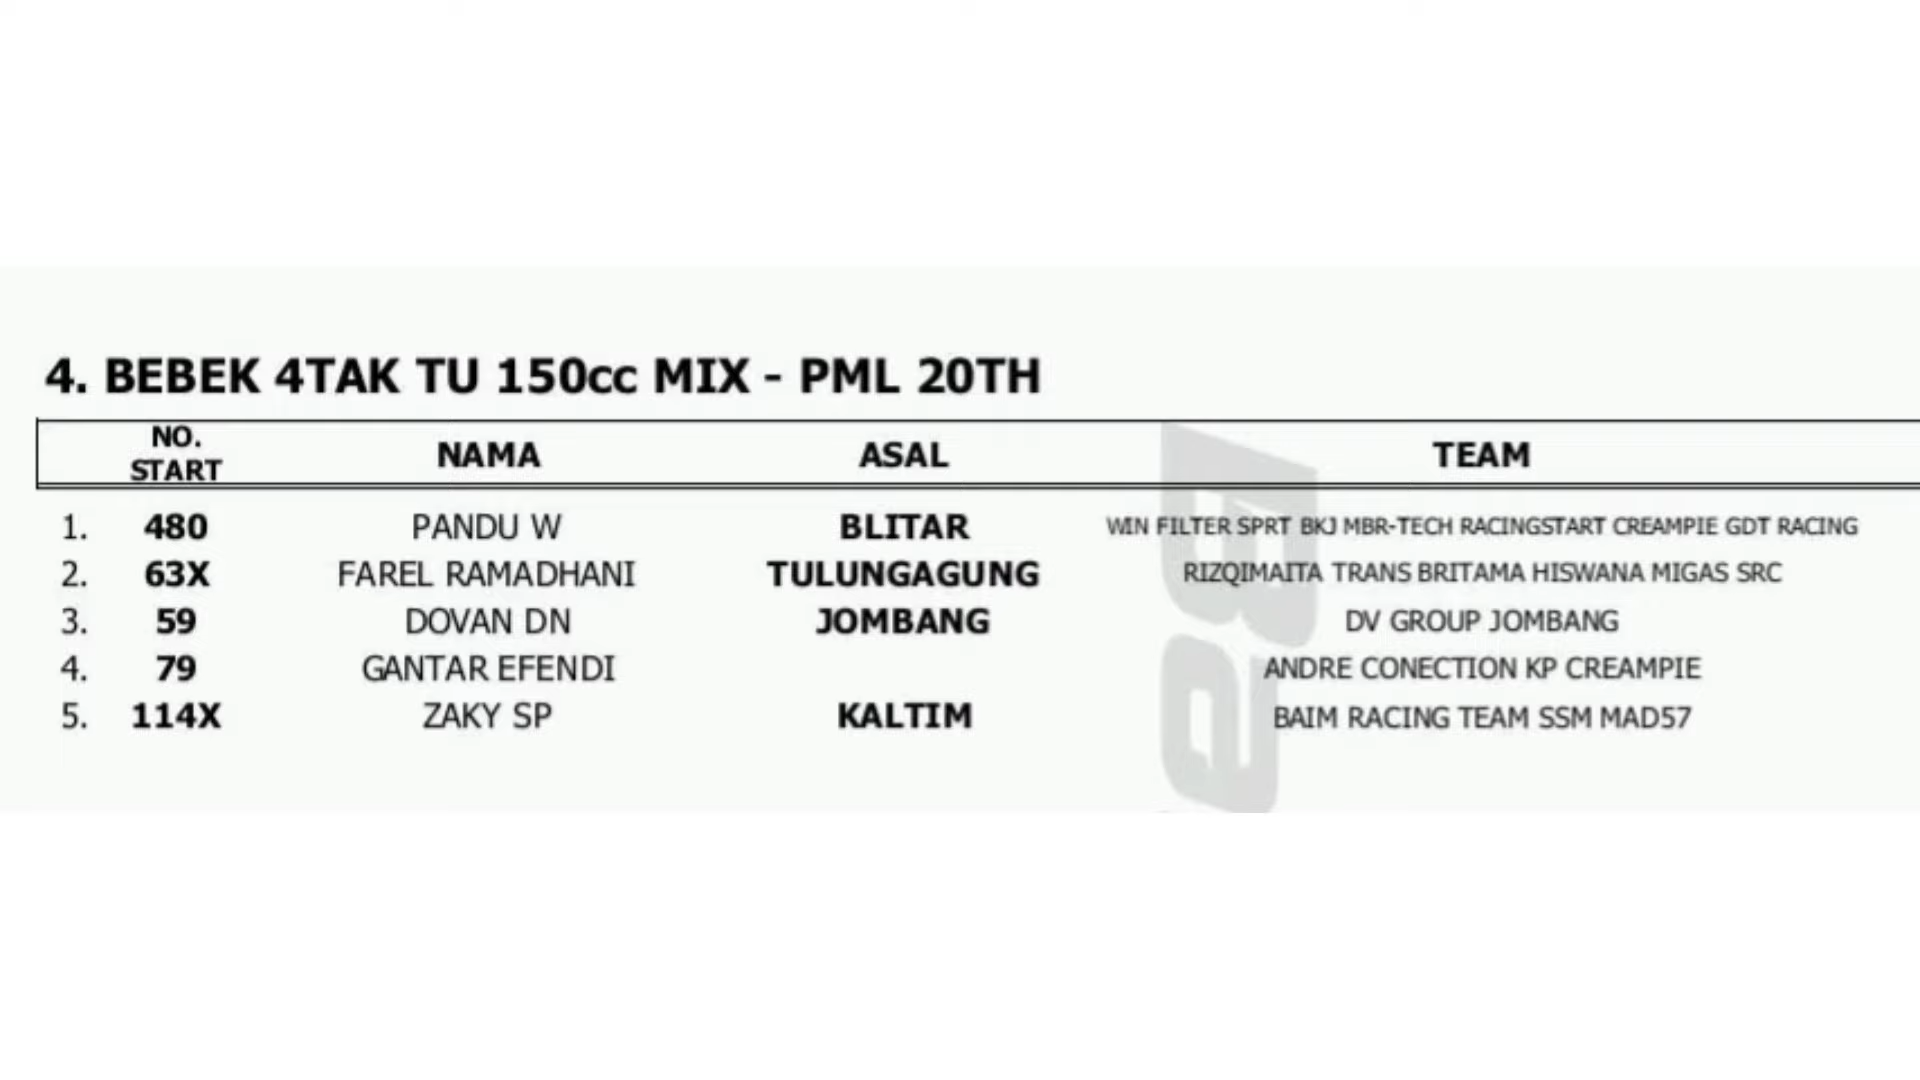 4. BEBEK 4TAK TU 150cc MIX - PML 20TH
NO. START NAMA ASAL TEAM
1. 480 PANDU W BLITAR WIN FILTER SPRT BKJ MBR-TECH RACINGSTART CREAMPIE GDT RACING
2. 63X FAREL RAMADHANI TULUNGAGUNG RIZQIMAITA TRANS BRITAMA HISWANA MIGAS SRC
3. 59 DOVAN DN JOMBANG DV GROUP JOMBANG
4. 79 GANTAR EFENDI ANDRE CONECTION KP CREAMPIE
5. 114X ZAKY SP KALTIM BAIM RACING TEAM SSM MAD57